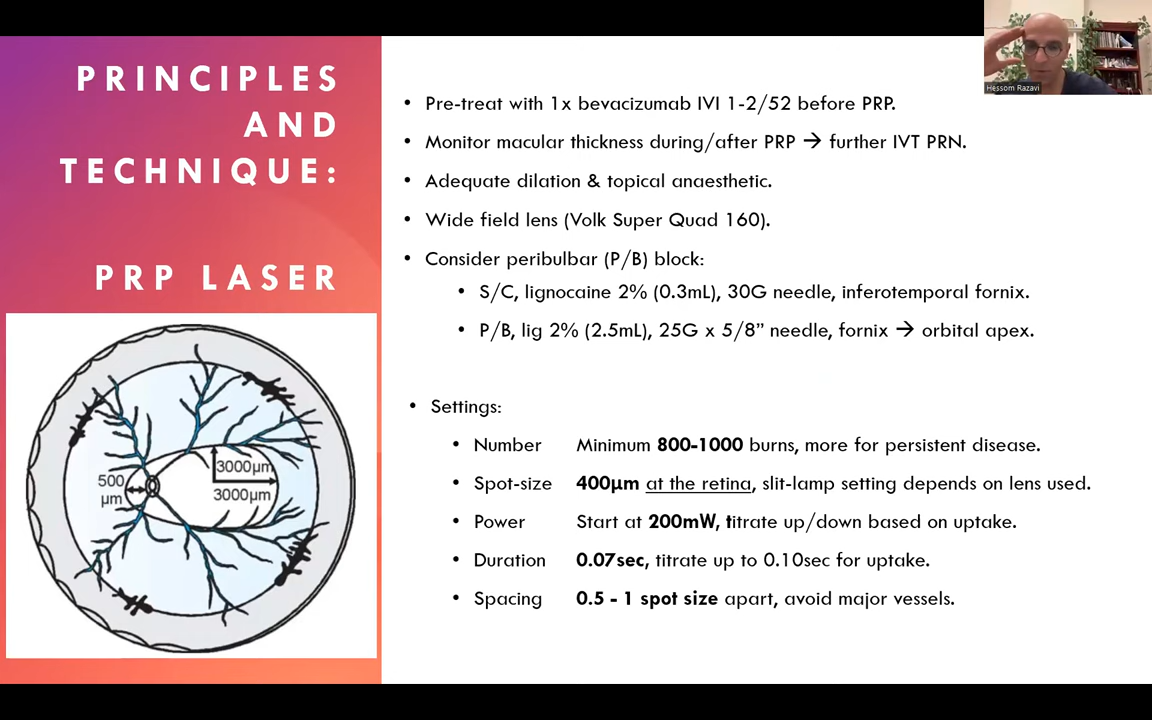 PRINCIPLES
AND
TECHNIQUE:
PRP LASER
500
µm
3000µm
3000µm
• Pre-treat with 1x bevacizumab IVI 1-2/52 before PRP.
• Monitor macular thickness during/after PRP → further IVT PRN.
• Adequate dilation & topical anaesthetic.
• Wide field lens (Volk Super Quad 160).
• Consider peribulbar (P/B) block:
• S/C, lignocaine 2% (0.3mL), 30G needle, inferotemporal fornix.
• P/B, lig 2% (2.5mL), 25G x 5/8” needle, fornix → orbital apex.
• Settings:
• Number Minimum 800-1000 burns, more for persistent disease.
• Spot-size 400µm at the retina, slit-lamp setting depends on lens used.
• Power Start at 200mW, titrate up/down based on uptake.
• Duration 0.07sec, titrate up to 0.10sec for uptake.
• Spacing 0.5 - 1 spot size apart, avoid major vessels.
Hessom Razavi